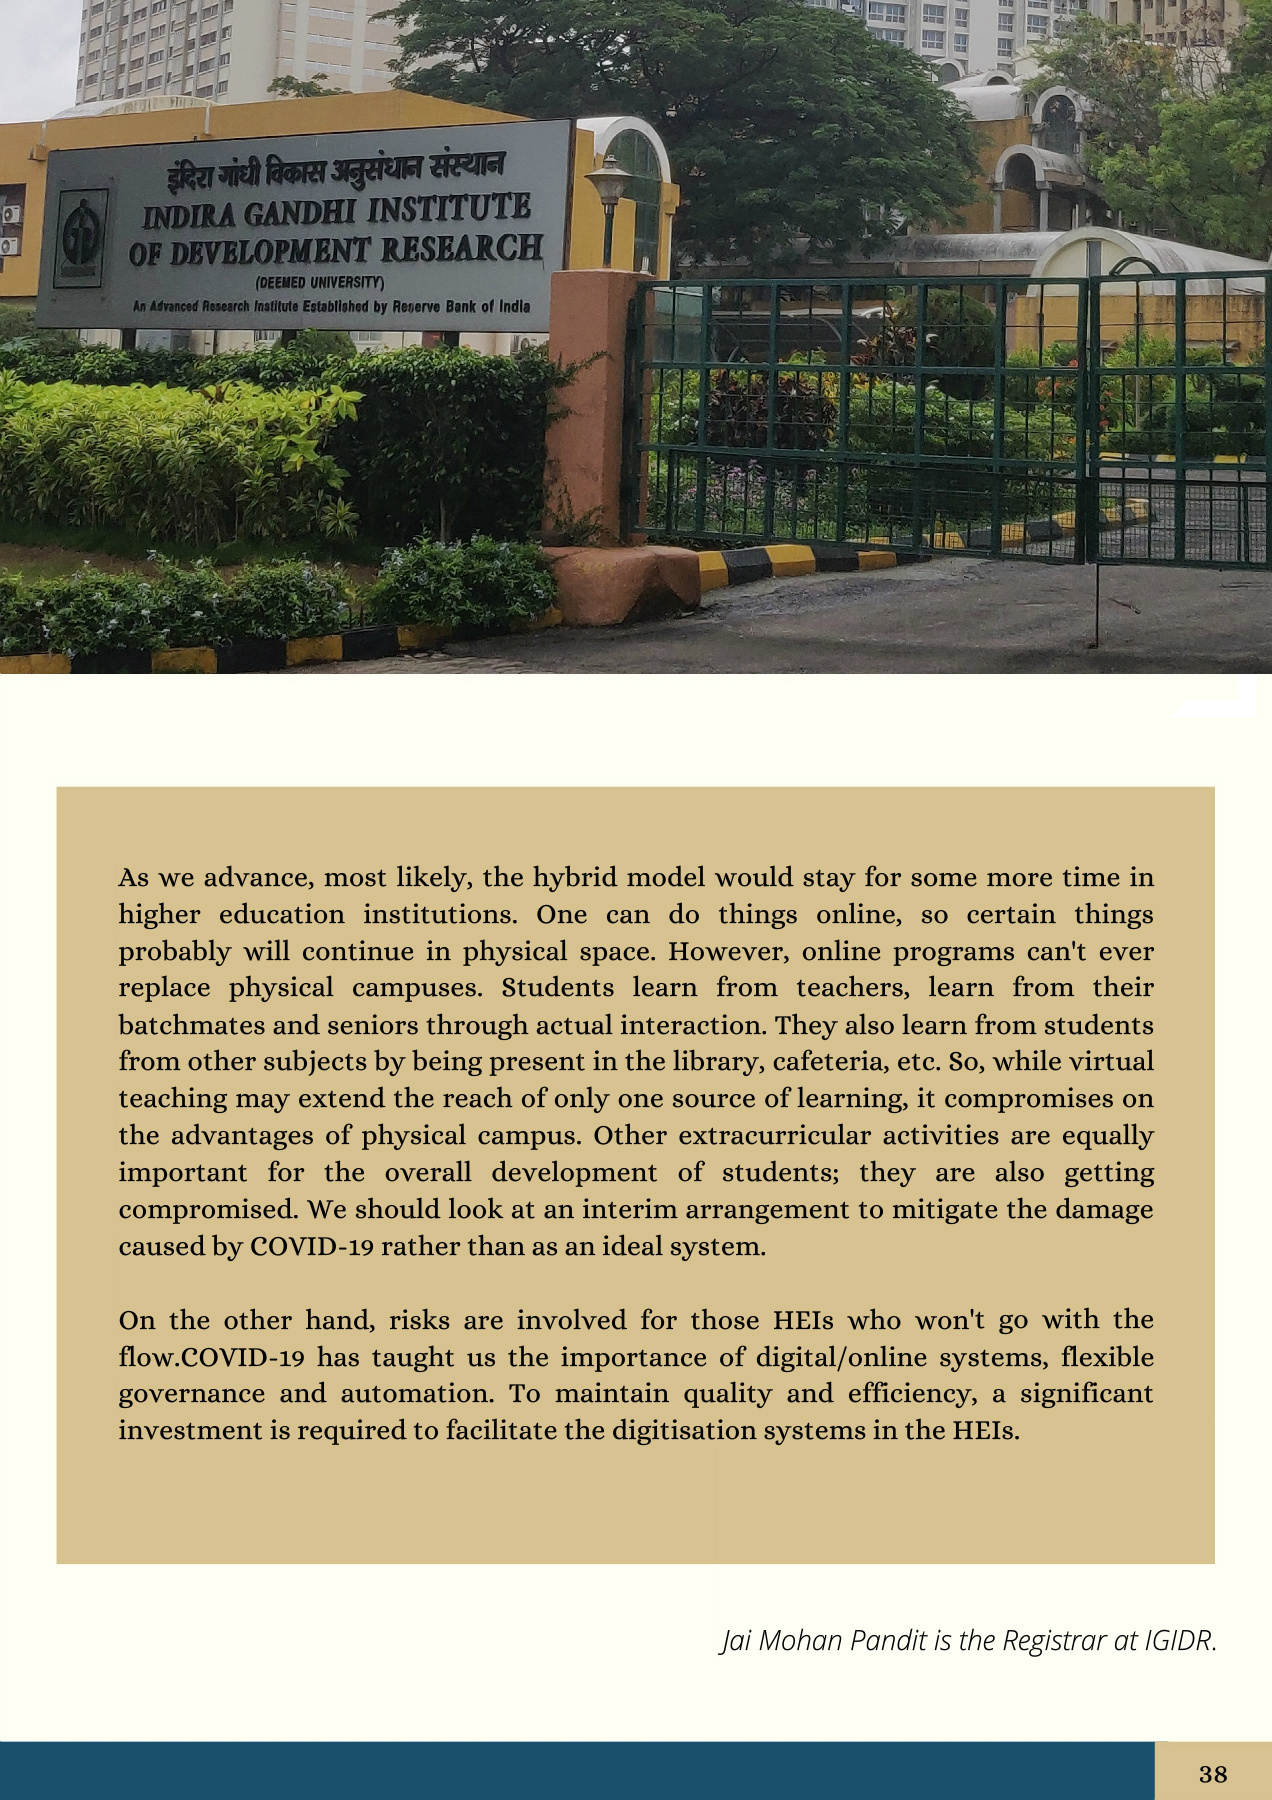 इंदिरा गांधी विकास अनुसंधान संस्थान
INDIRA GANDHI INSTITUTE
OF DEVELOPMENT RESEARCH
(DEEMED UNIVERSITY)
An Advanced Research Institute Established by Reserve Bank of India
As we advance, most likely, the hybrid model would stay for some more time in
higher education institutions. One can do things online, so certain things
probably will continue in physical space. However, online programs can't ever
replace physical campuses. Students learn from teachers, learn from their
batchmates and seniors through actual interaction. They also learn from students
from other subjects by being present in the library, cafeteria, etc. So, while virtual
teaching may extend the reach of only one source of learning, it compromises on
the advantages of physical campus. Other extracurricular activities are equally
important for the overall development of students; they are also getting
compromised. We should look at an interim arrangement to mitigate the damage
caused by COVID-19 rather than as an ideal system.
On the other hand, risks are involved for those HEIs who won't go with the
flow.COVID-19 has taught us the importance of digital/online systems, flexible
governance and automation. To maintain quality and efficiency, a significant
investment is required to facilitate the digitisation systems in the HEIs.
Jai Mohan Pandit is the Registrar at IGIDR.
38